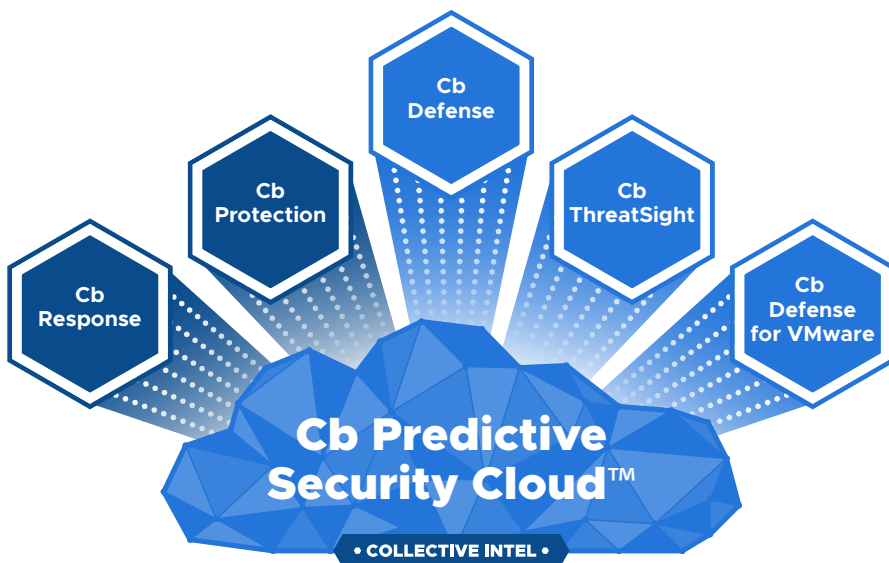 Cb
Defense
Cb
Protection
Cb
ThreatSight
Cb
Response
Cb
Defense
for VMware
Cb Predictive
Security Cloud™
• COLLECTIVE INTEL •